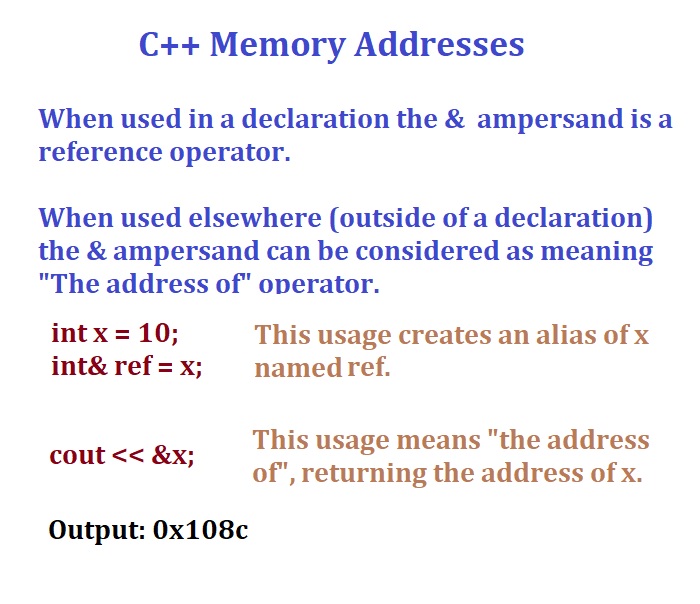 C++ Memory Addresses
When used in a declaration the & ampersand is a
reference operator.
When used elsewhere (outside of a declaration)
the & ampersand can be considered as meaning
"The address of" operator.
int x = 10;
int& ref = x;
This usage creates an alias of x
named ref.
cout << &x;
This usage means "the address
of", returning the address of x.
Output: 0x108c